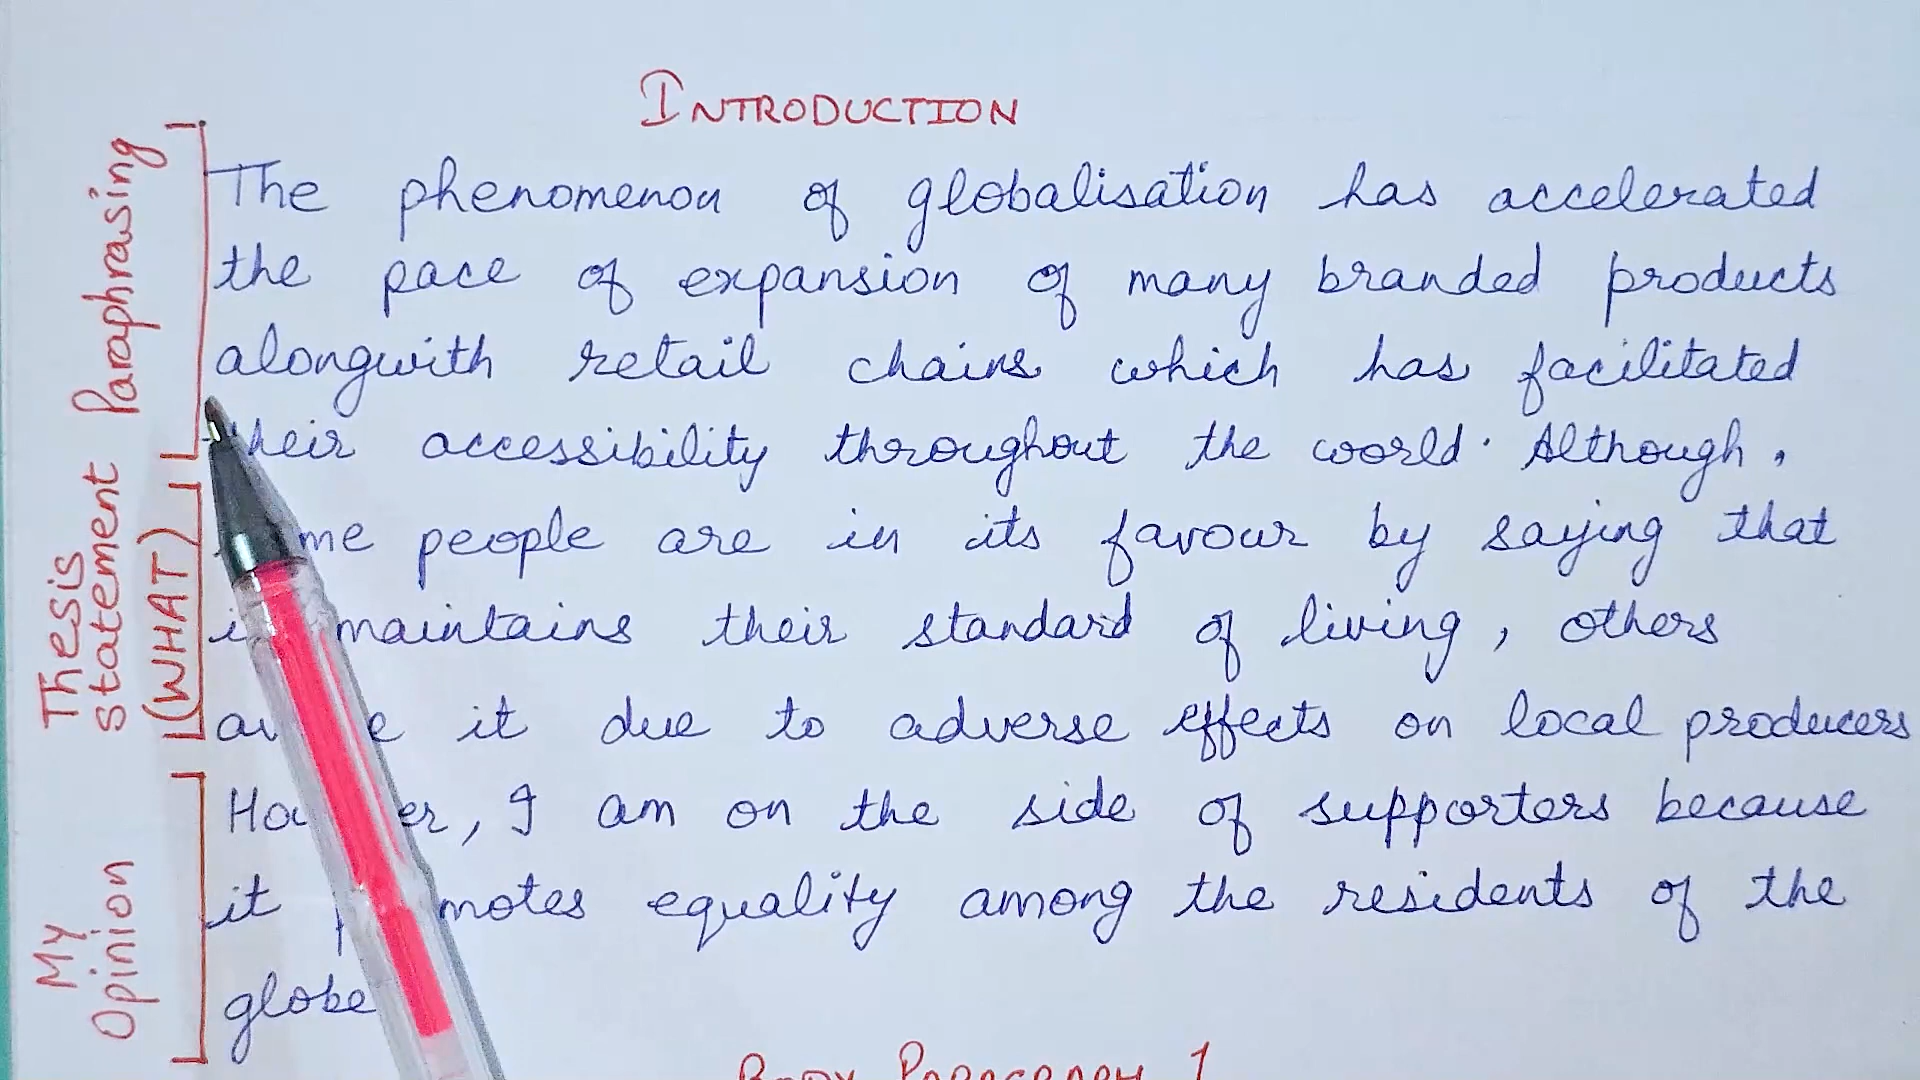 INTRODUCTION
Paraphrasing
The phenomenon of globalisation has accelerated
the pace of expansion of many branded products
alongwith retail chains which has facilitated
their accessibility throughout the world. Although,
Thesis
statement
(WHAT)
people are in its favour by saying that
maintains their standard of living, others
it due to adverse effects on local producers
My
Opinion
I am on the side of supporters because
it equality among the residents of the
globe
BODY PARAGRAPH 1